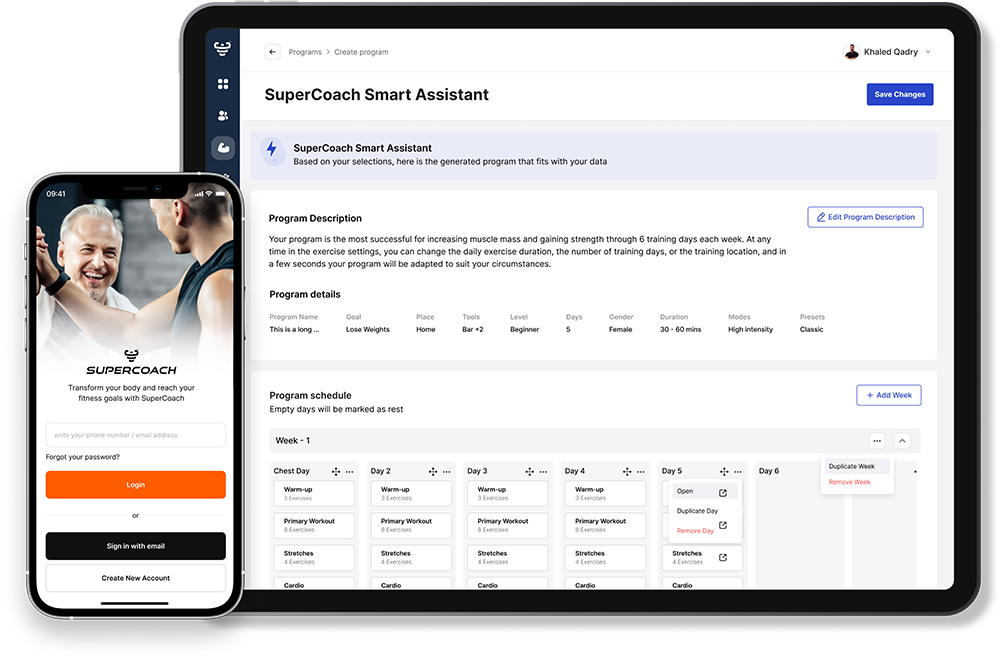 Programs > Create program
Khaled Qadry
SuperCoach Smart Assistant
Save Changes
SuperCoach Smart Assistant
Based on your selections, here is the generated program that fits with your data
Program Description
Edit Program Description
Your program is the most successful for increasing muscle mass and gaining strength through 6 training days each week. At any
time in the exercise settings, you can change the daily exercise duration, the number of training days, or the training location, and in
a few seconds your program will be adapted to suit your circumstances.
Program details
Program Name Goal Place Tools Level Days Gender Duration Modes Presets
This is a long ... Lose Weights Home Bar +2 Beginner 5 Female 30 - 60 mins High intensity Classic
Program schedule
+ Add Week
Empty days will be marked as rest
Week - 1
Duplicate Week
Remove Week
Chest Day Day 2 Day 3 Day 4 Day 5 Day 6
Warm-up Warm-up Warm-up Warm-up Open
3 Exercises 3 Exercises 3 Exercises 3 Exercises
Duplicate Day
Primary Workout Primary Workout Primary Workout Primary Workout
8 Exercises 8 Exercises 8 Exercises 8 Exercises Remove Day
Stretches Stretches Stretches Stretches Stretches
4 Exercises 4 Exercises 4 Exercises 4 Exercises 4 Exercises
Cardio Cardio Cardio Cardio Cardio
09:41
SUPERCOACH
Transform your body and reach your
fitness goals with SuperCoach
write your phone number / email address
Forgot your password?
Login
or
Sign in with email
Create New Account